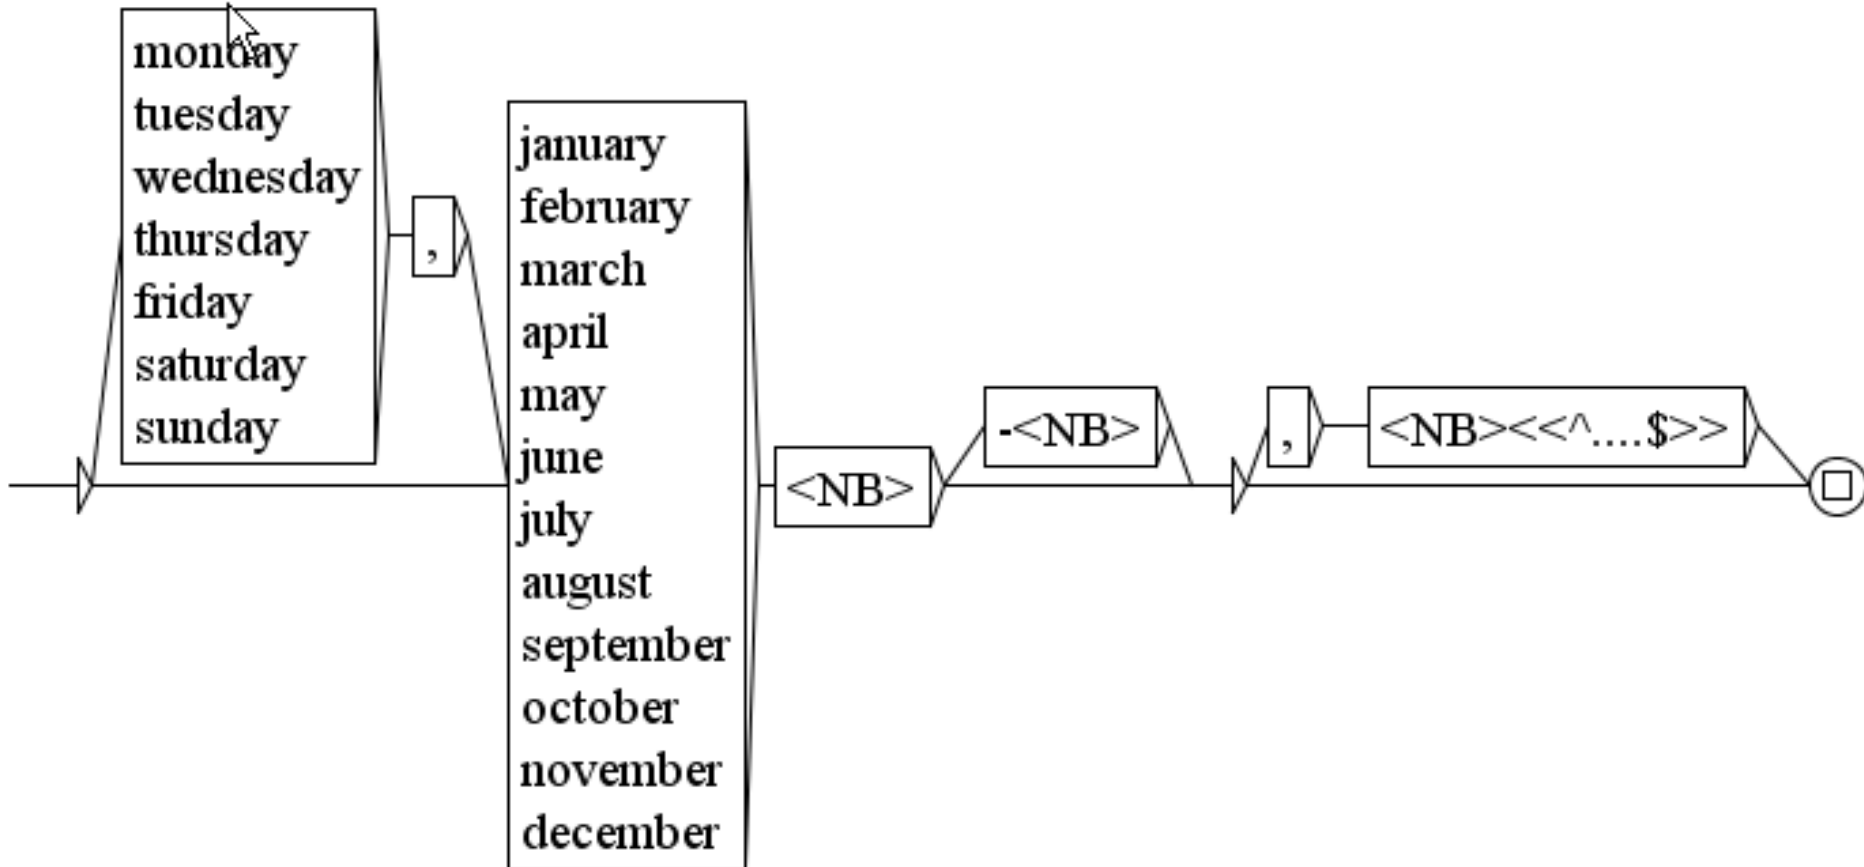 monday
tuesday
wednesday
thursday
friday
saturday
sunday
,
january
february
march
april
may
june
july
august
september
october
november
december
<NB>
-<NB>
,
<NB><<^....$>>